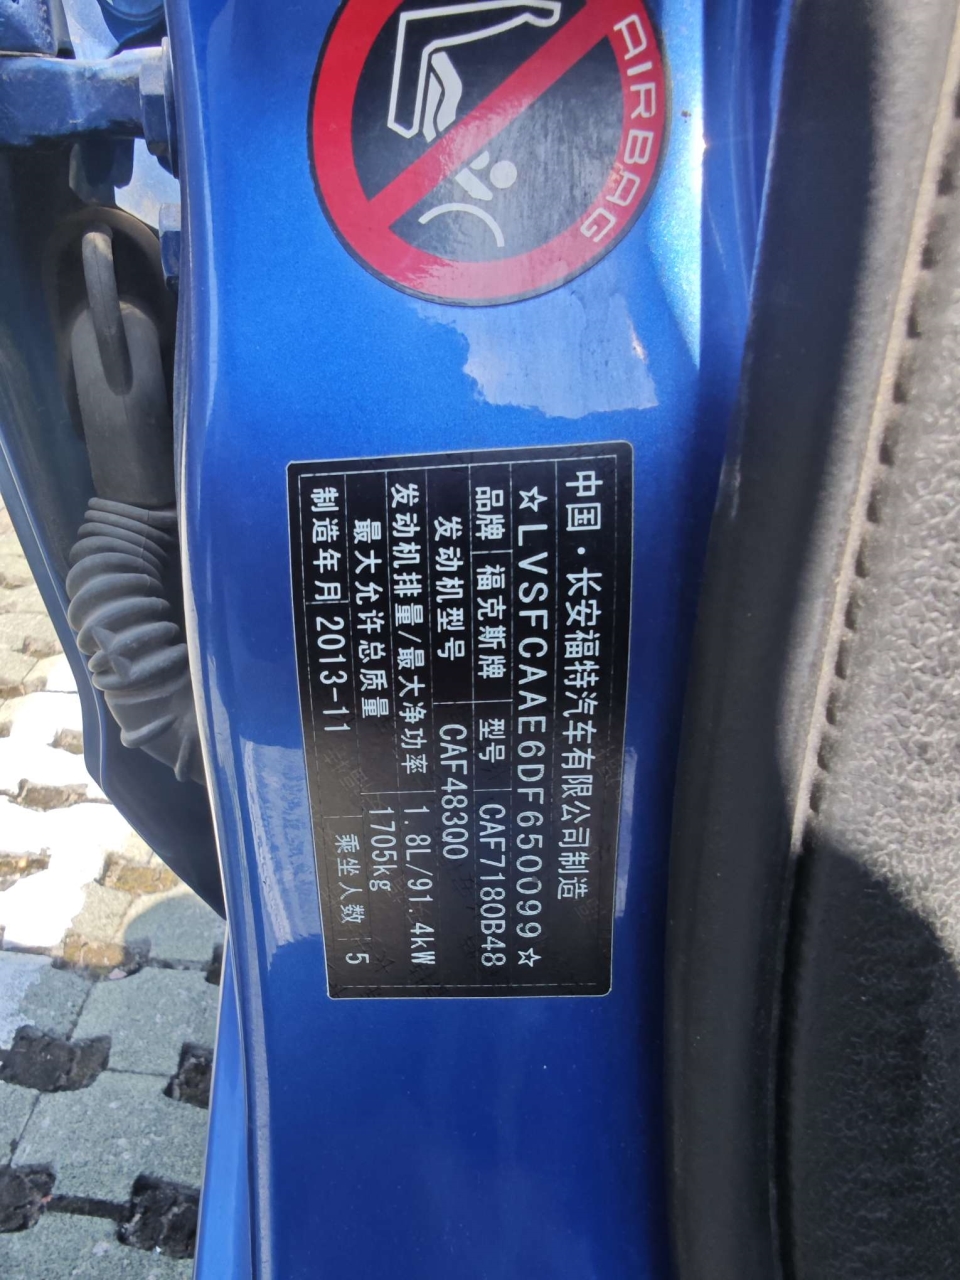 AIRBAG
中国·长安福特汽车有限公司制造
☆LVSFCAAE6DF650099☆
品牌 福克斯牌 型号 CAF7180B48
发动机型号 CAF483Q0
发动机排量/最大净功率 1.8L/91.4kW
最大允许总质量 1705kg
制造年月 2013-11 乘坐人数 5